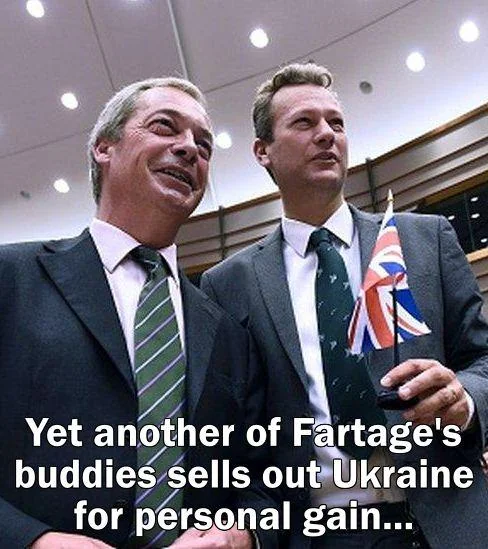 Yet another of Fartage's
buddies sells out Ukraine
for personal gain...